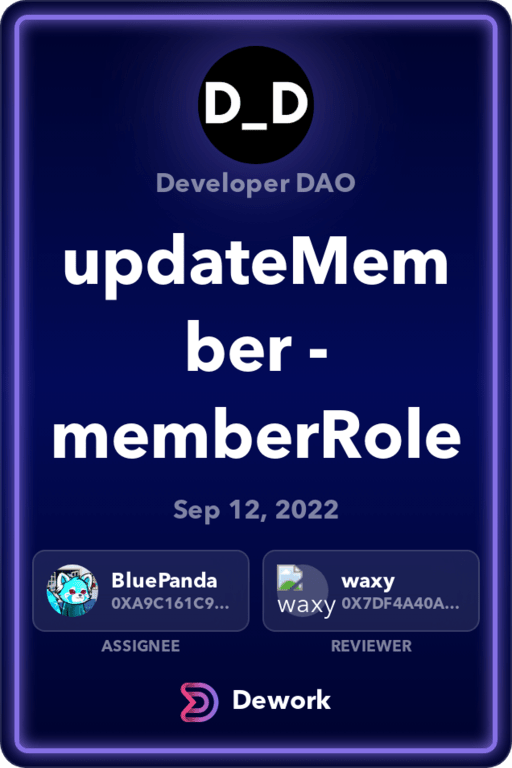 D_D
Developer DAO
updateMem
ber -
memberRole
Sep 12, 2022
BluePanda
0XA9C161C9...
waxy
waxy
0X7DF4A40A...
ASSIGNEE
REVIEWER
Dework